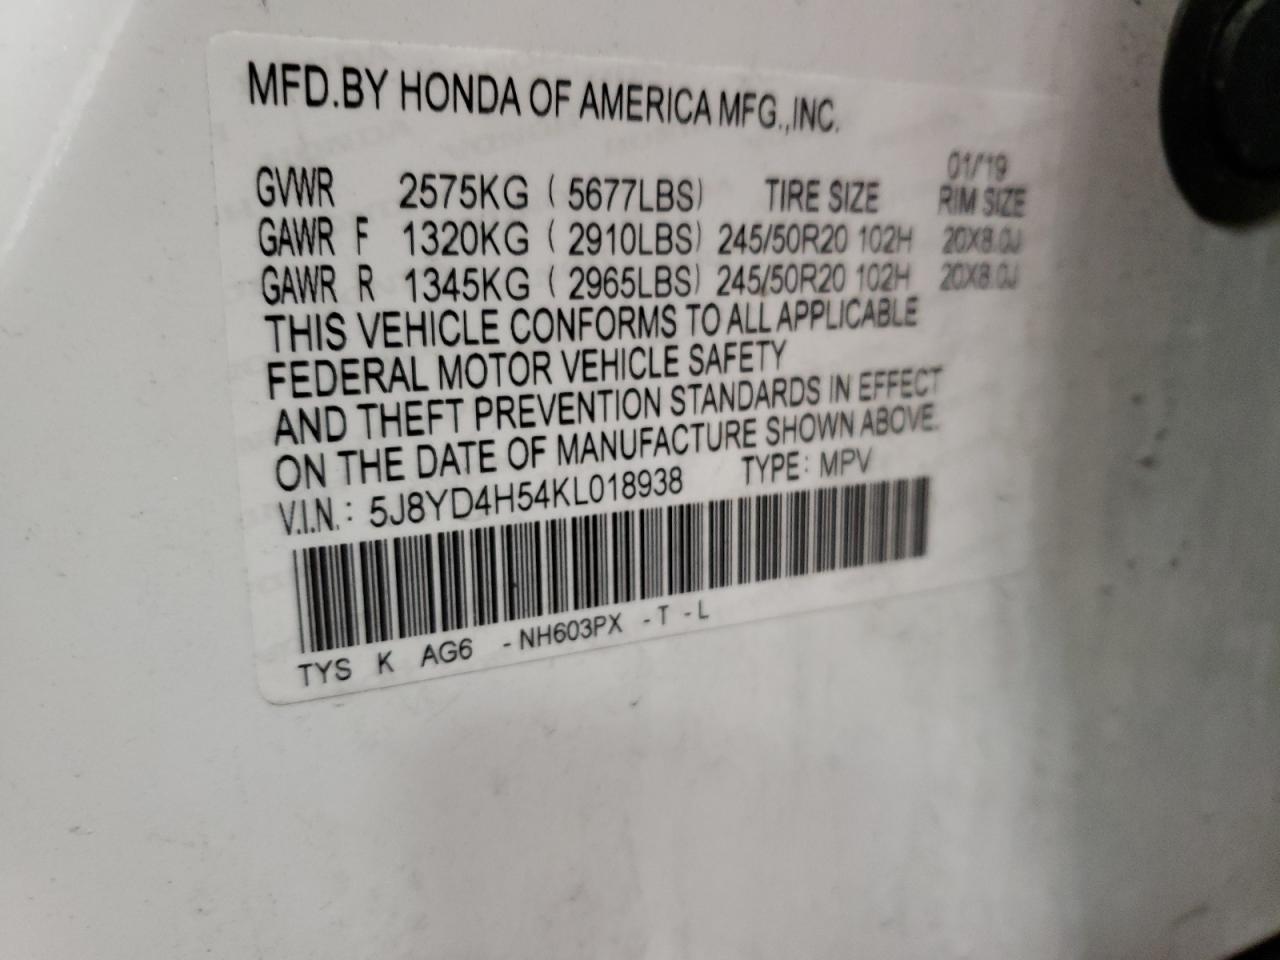 MFD.BY HONDA OF AMERICA MFG.,INC.
01/19
GVWR 2575KG ( 5677LBS) TIRE SIZE RIM SIZE
GAWR F 1320KG ( 2910LBS) 245/50R20 102H 20X8.0J
GAWR R 1345KG ( 2965LBS) 245/50R20 102H 20X8.0J
THIS VEHICLE CONFORMS TO ALL APPLICABLE
FEDERAL MOTOR VEHICLE SAFETY
AND THEFT PREVENTION STANDARDS IN EFFECT
ON THE DATE OF MANUFACTURE SHOWN ABOVE.
V.I.N.: 5J8YD4H54KL018938 TYPE: MPV
TYS K AG6 -NH603PX -T -L